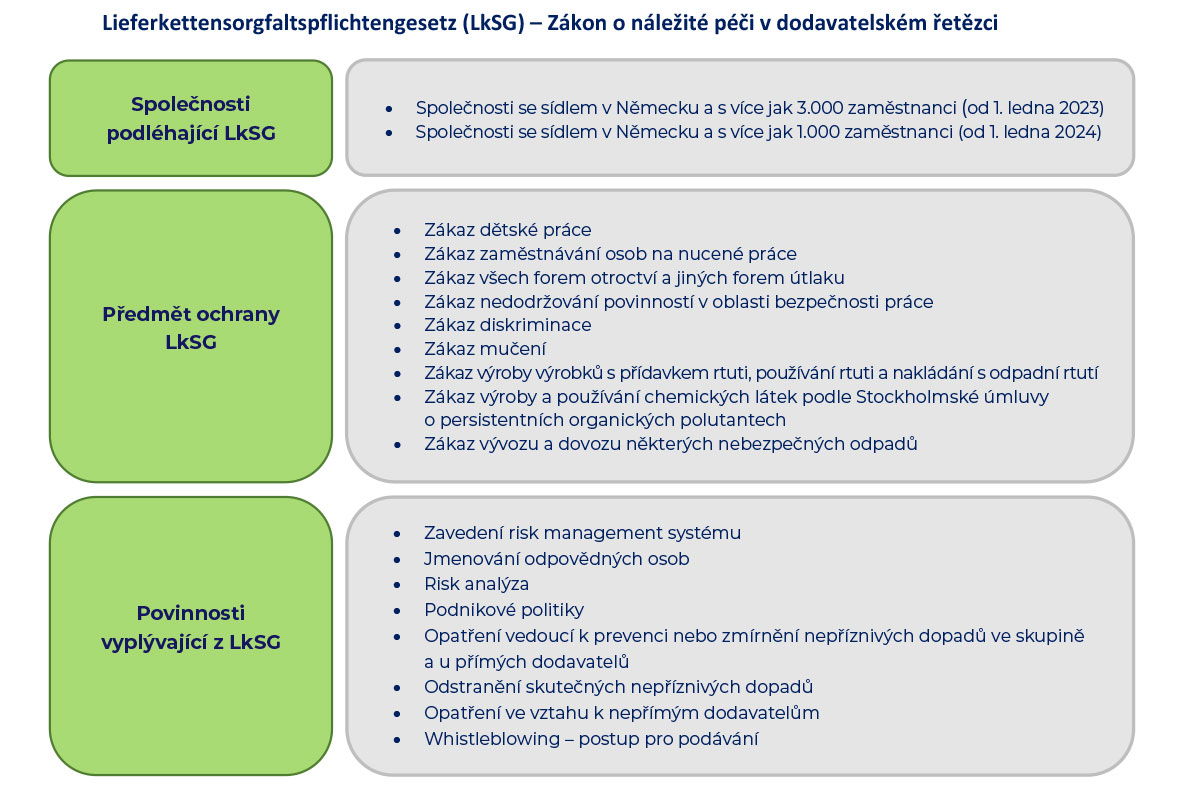 Lieferkettensorgfaltspflichtengesetz (LkSG) – Zákon o náležité péči v dodavatelském řetězci
Společnosti
podléhající LkSG
• Společnosti se sídlem v Německu a s více jak 3.000 zaměstnanci (od 1. ledna 2023)
• Společnosti se sídlem v Německu a s více jak 1.000 zaměstnanci (od 1. ledna 2024)
Předmět ochrany
LkSG
• Zákaz dětské práce
• Zákaz zaměstnávání osob na nucené práce
• Zákaz všech forem otroctví a jiných forem útlaku
• Zákaz nedodržování povinností v oblasti bezpečnosti práce
• Zákaz diskriminace
• Zákaz mučení
• Zákaz výroby výrobků s přídavkem rtuti, používání rtuti a nakládání s odpadní rtutí
• Zákaz výroby a používání chemických látek podle Stockholmské úmluvy
o persistentních organických polutantech
• Zákaz vývozu a dovozu některých nebezpečných odpadů
Povinnosti
vyplývající z LkSG
• Zavedení risk management systému
• Jmenování odpovědných osob
• Risk analýza
• Podnikové politiky
• Opatření vedoucí k prevenci nebo zmírnění nepříznivých dopadů ve skupině
a u přímých dodavatelů
• Odstranění skutečných nepříznivých dopadů
• Opatření ve vztahu k nepřímým dodavatelům
• Whistleblowing – postup pro podávání